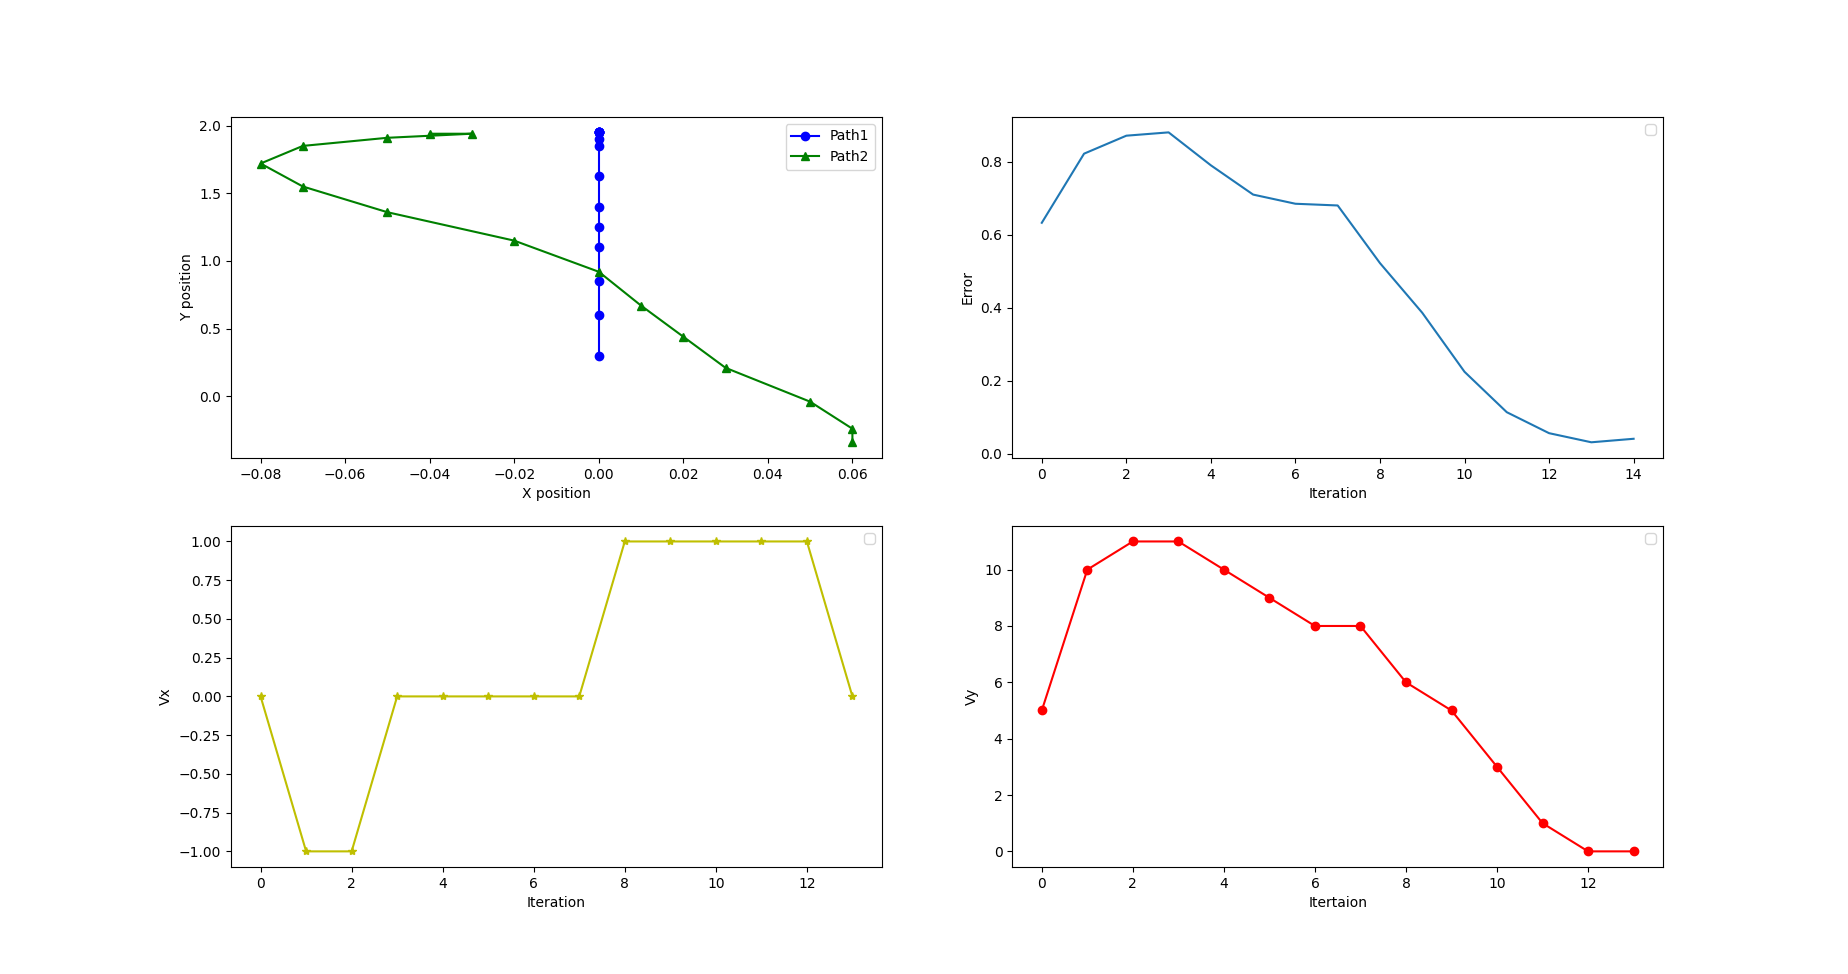 2.0
1.5
1.0
0.5
0.0
Y position
−0.08 −0.06 −0.04 −0.02 0.00 0.02 0.04 0.06
X position
Path1
Path2
0.8
0.6
0.4
0.2
0.0
Error
0 2 4 6 8 10 12 14
Iteration
1.00
0.75
0.50
0.25
0.00
−0.25
−0.50
−0.75
−1.00
Vx
0 2 4 6 8 10 12
Iteration
10
8
6
4
2
0
Vy
0 2 4 6 8 10 12
Itertaion